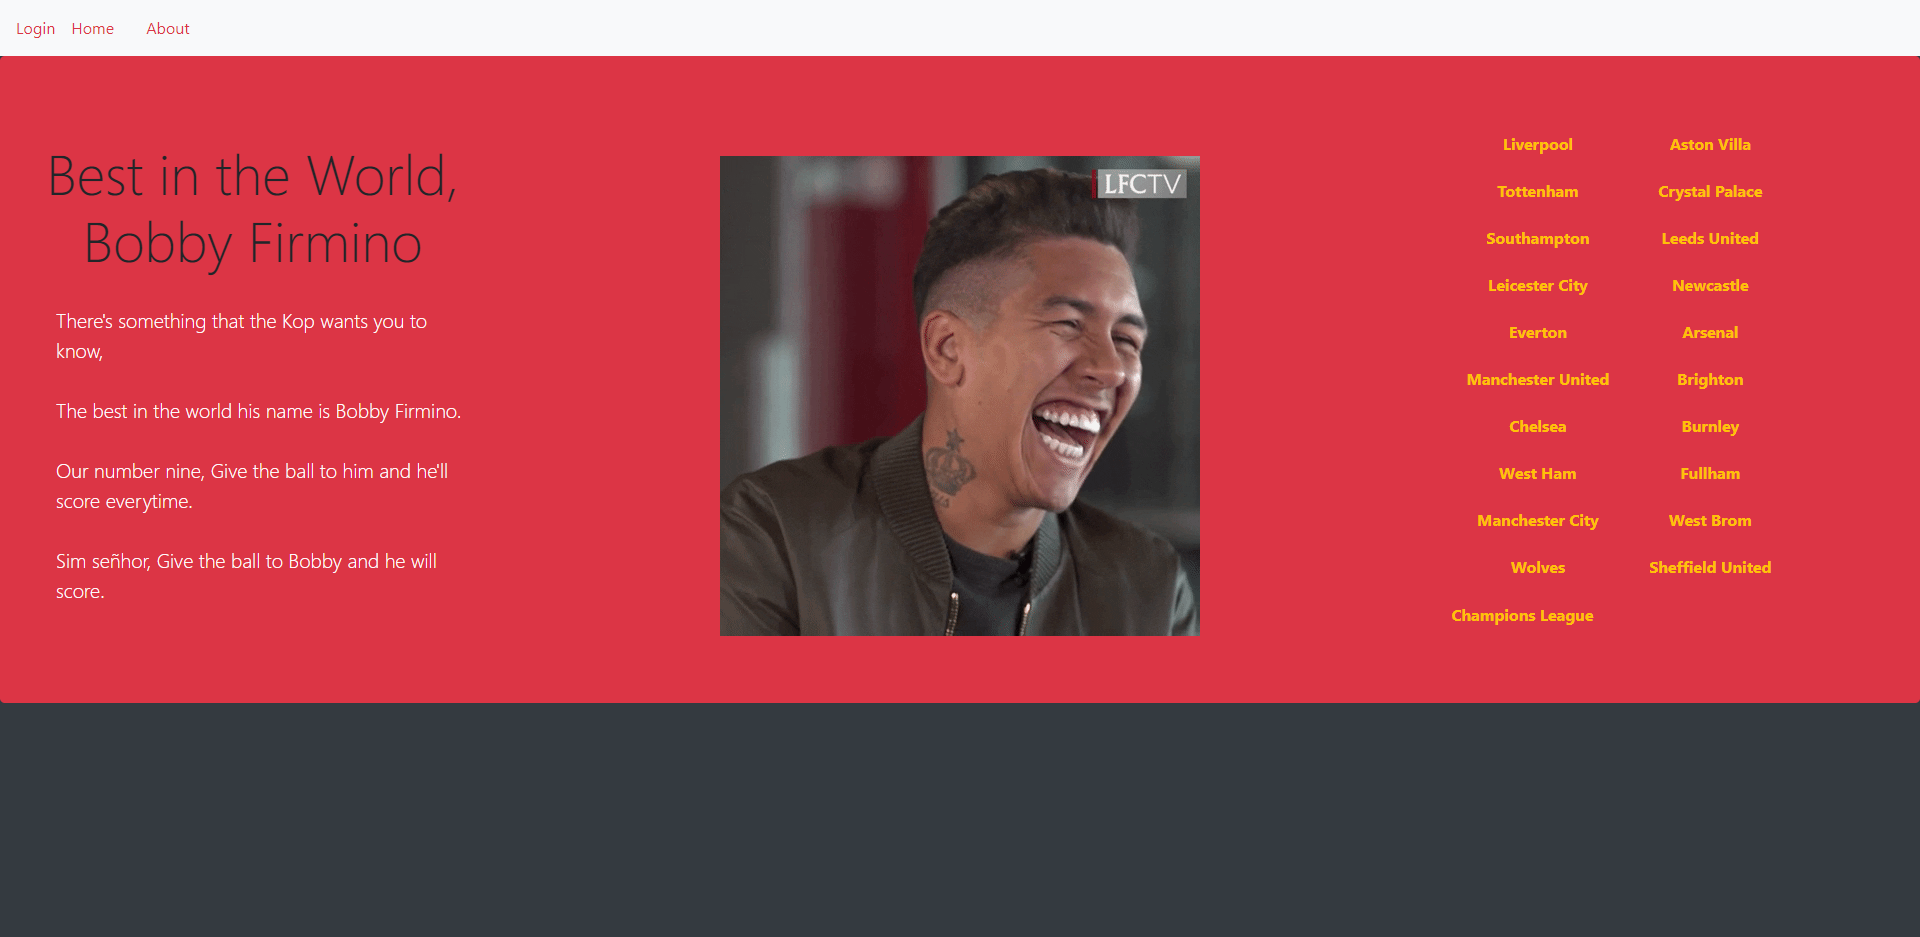 Login Home About
Best in the World,
Bobby Firmino
There's something that the Kop wants you to
know,
The best in the world his name is Bobby Firmino.
Our number nine, Give the ball to him and he'll
score everytime.
Sim señhor, Give the ball to Bobby and he will
score.
LFCTV
Liverpool Aston Villa
Tottenham Crystal Palace
Southampton Leeds United
Leicester City Newcastle
Everton Arsenal
Manchester United Brighton
Chelsea Burnley
West Ham Fullham
Manchester City West Brom
Wolves Sheffield United
Champions League